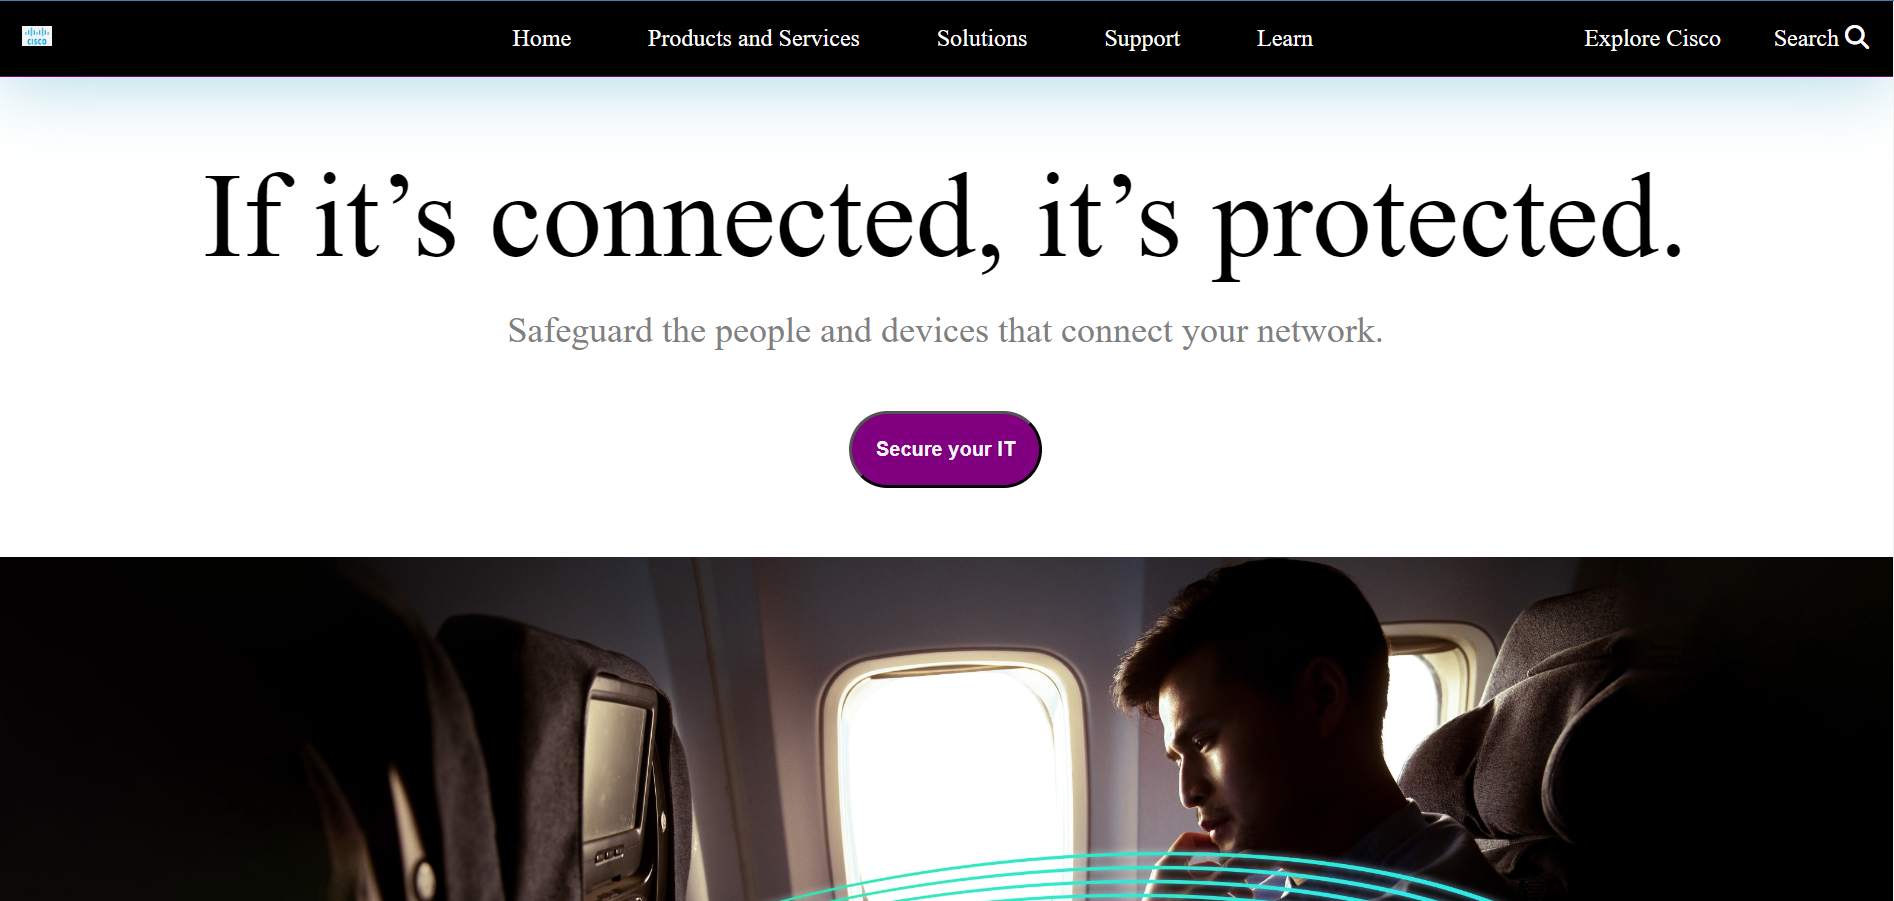 CISCO
Home Products and Services Solutions Support Learn Explore Cisco Search
If it’s connected, it’s protected.
Safeguard the people and devices that connect your network.
Secure your IT